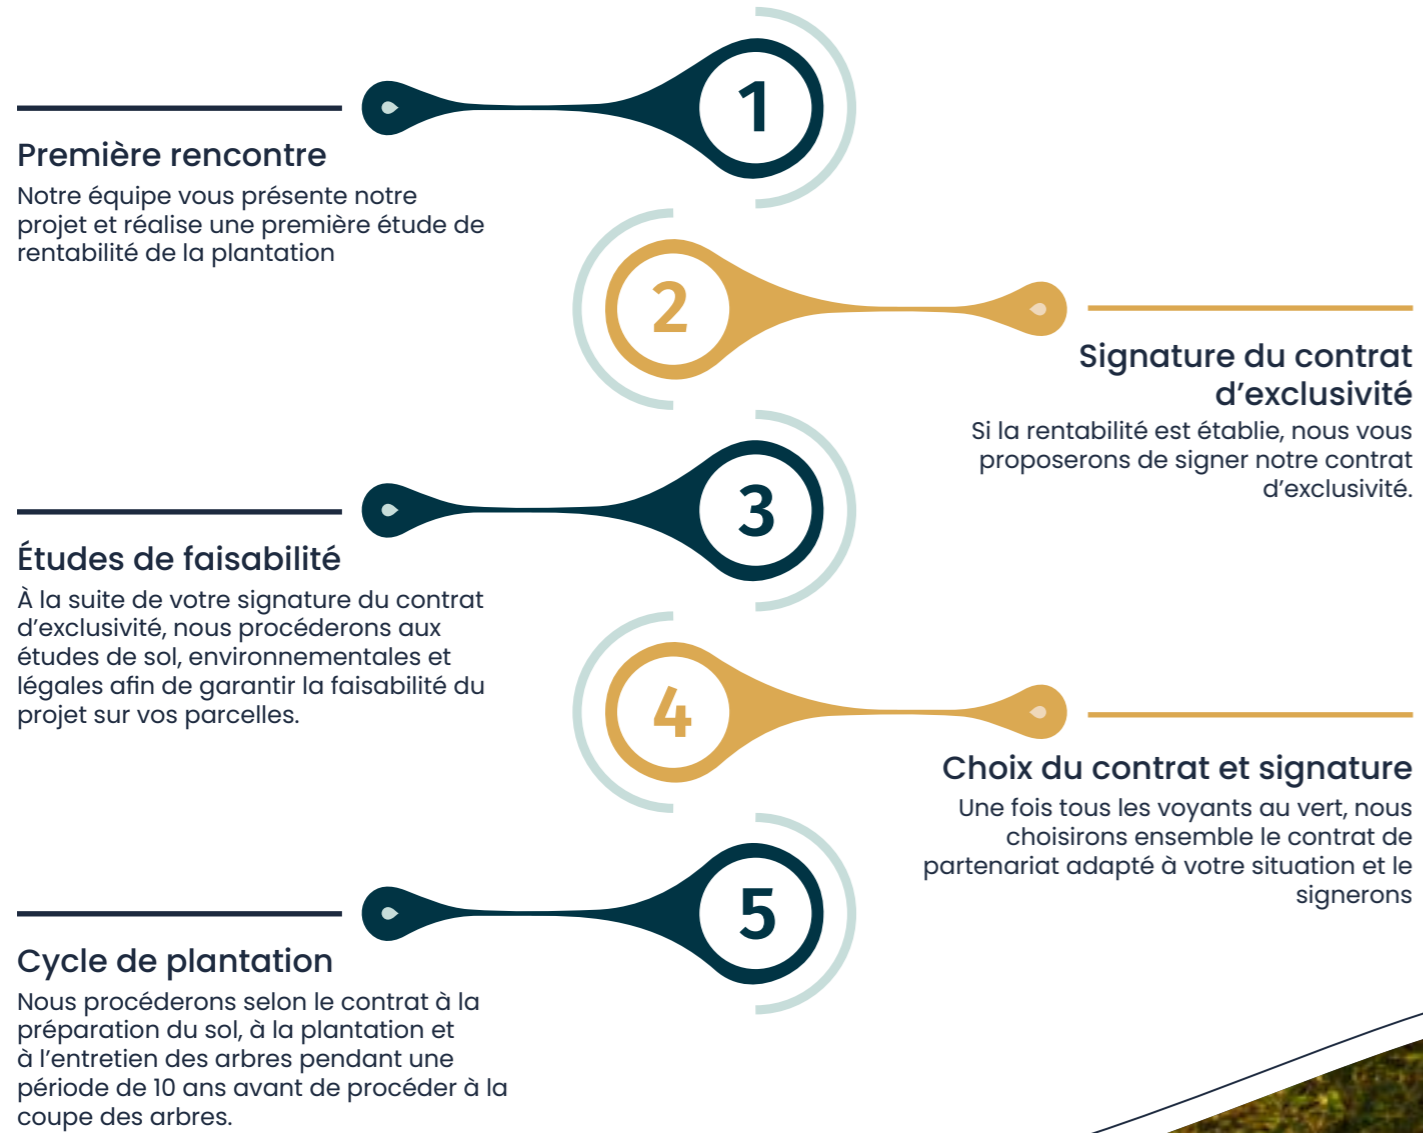 1
Première rencontre
Notre équipe vous présente notre
projet et réalise une première étude de
rentabilité de la plantation
2
Signature du contrat
d’exclusivité
Si la rentabilité est établie, nous vous
proposerons de signer notre contrat
d’exclusivité.
3
Études de faisabilité
À la suite de votre signature du contrat
d’exclusivité, nous procéderons aux
études de sol, environnementales et
légales afin de garantir la faisabilité du
projet sur vos parcelles.
4
Choix du contrat et signature
Une fois tous les voyants au vert, nous
choisirons ensemble le contrat de
partenariat adapté à votre situation et le
signerons
5
Cycle de plantation
Nous procéderons selon le contrat à la
préparation du sol, à la plantation et
à l’entretien des arbres pendant une
période de 10 ans avant de procéder à la
coupe des arbres.